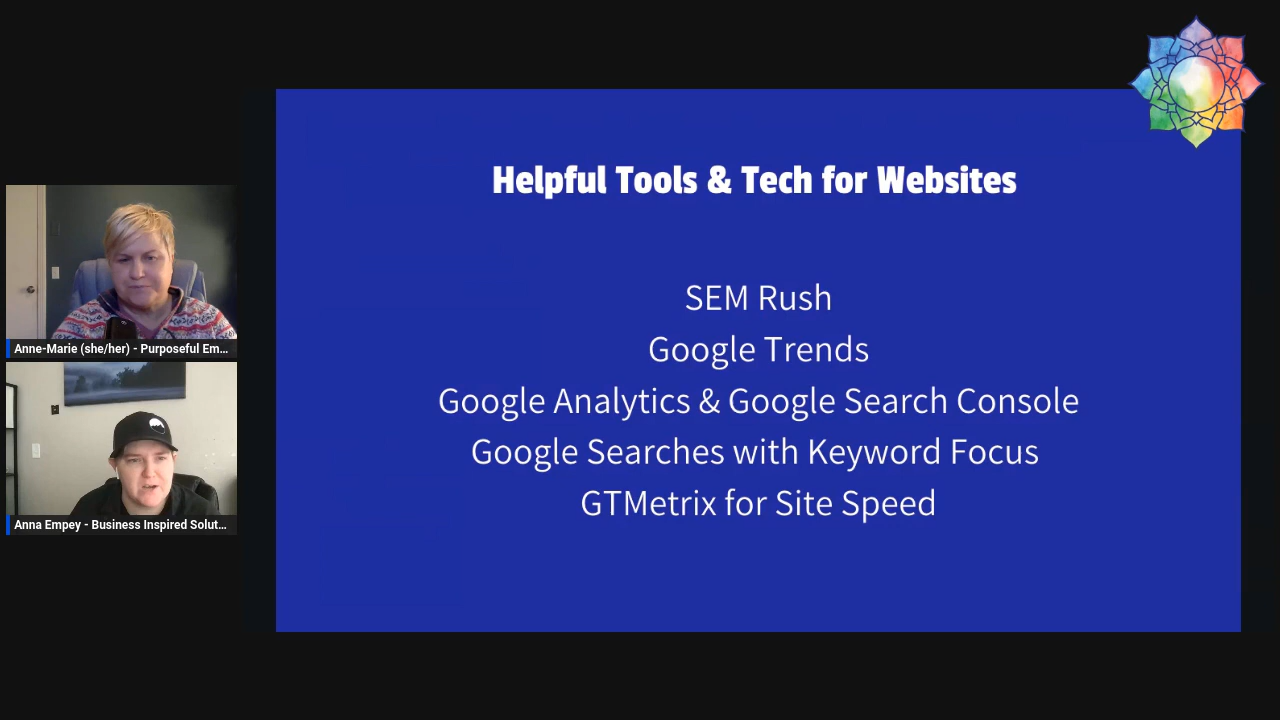 Helpful Tools & Tech for Websites
SEM Rush
Google Trends
Google Analytics & Google Search Console
Google Searches with Keyword Focus
GTMetrix for Site Speed
Anne-Marie (she/her) - Purposeful Em...
Anna Empey - Business Inspired Solut...